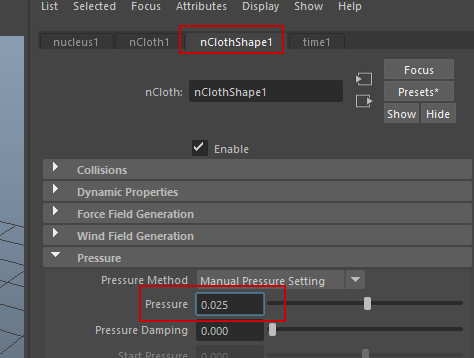 List Selected Focus Attributes Display Show Help
nucleus1 nCloth1 nClothShape1 time1
Focus
nCloth: nClothShape1 Presets*
Show Hide
Enable
Collisions
Dynamic Properties
Force Field Generation
Wind Field Generation
Pressure
Pressure Method Manual Pressure Setting
Pressure 0.025
Pressure Damping 0.000
Start Pressure 0.000